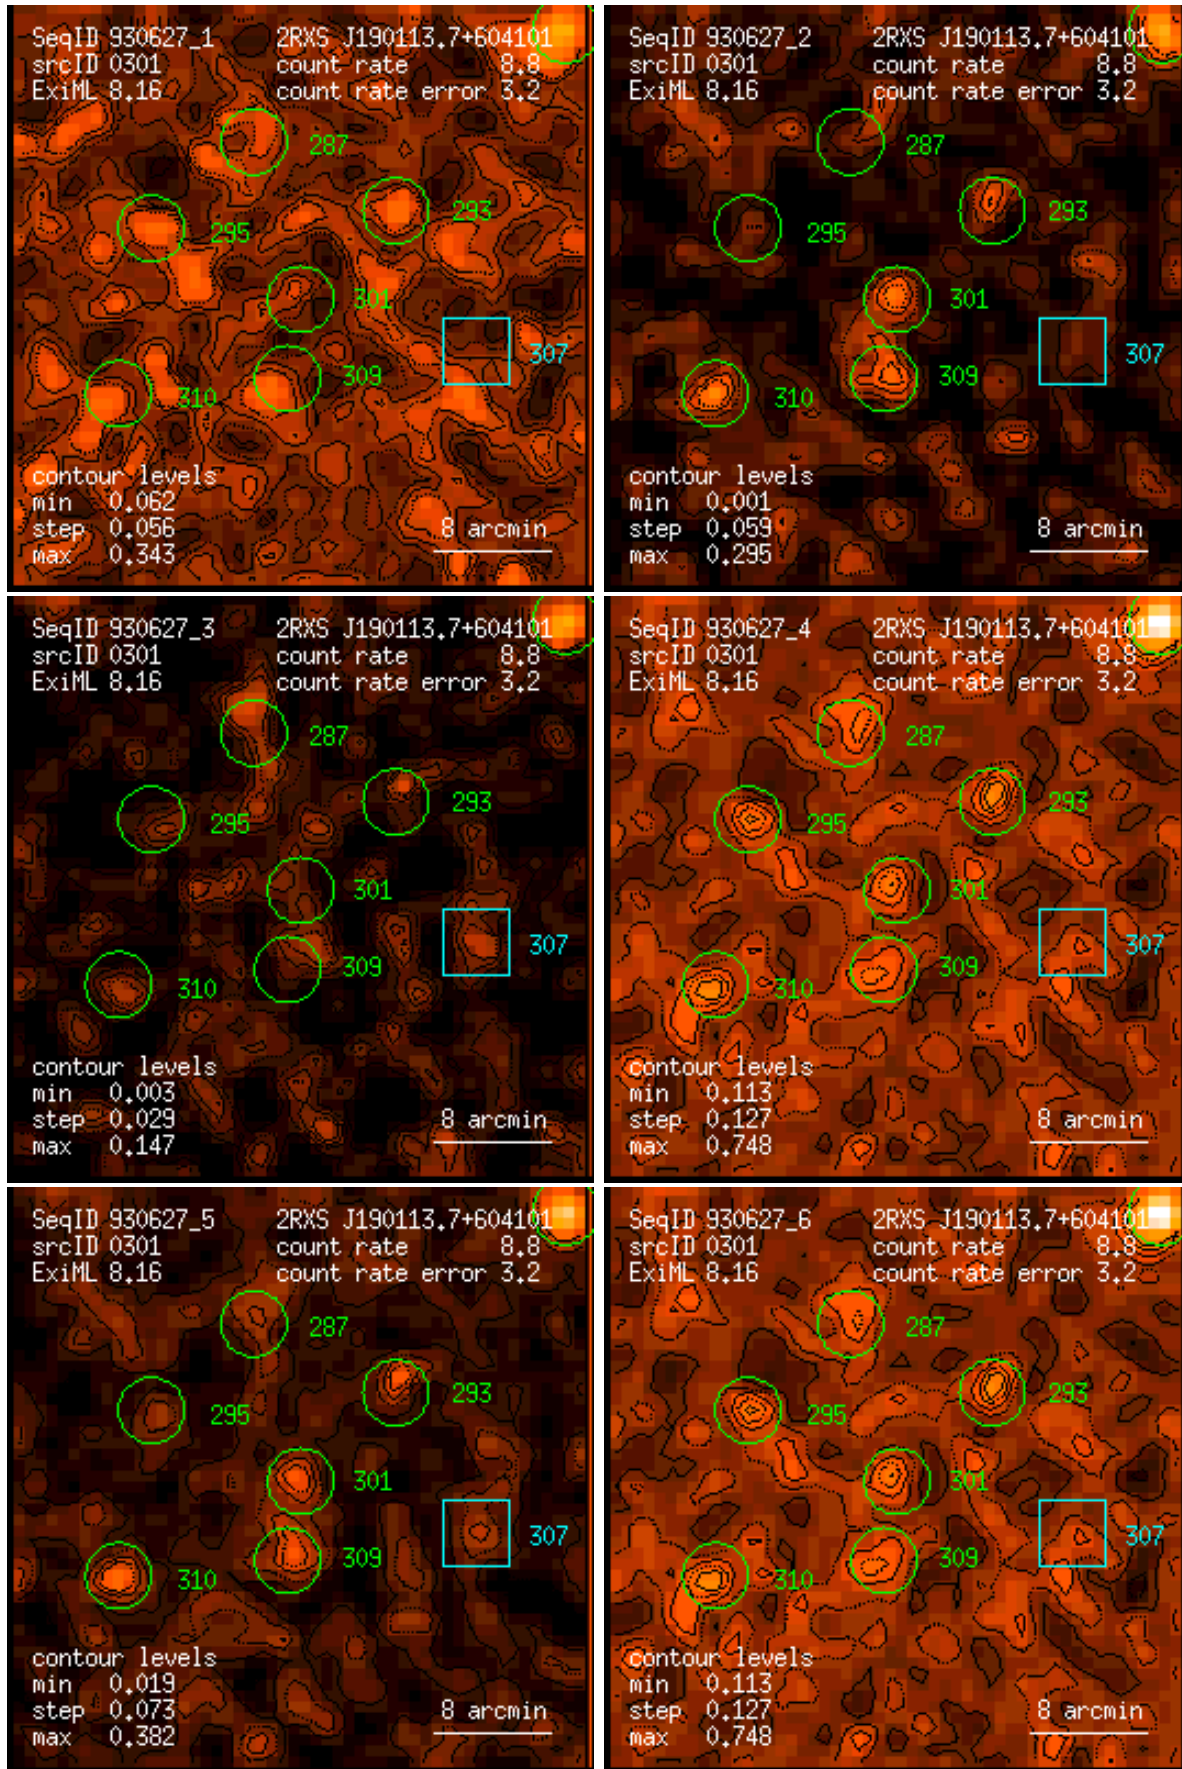 SeqID 930627_1 2RXS J190113.7+604101
srcID 0301 count rate 8.8
ExiML 8.16 count rate error 3.2
287
293
295
301
307
309
310
contour levels
min 0.062
step 0.056 8 arcmin
max 0.343
SeqID 930627_2 2RXS J190113.7+604101
srcID 0301 count rate 8.8
ExiML 8.16 count rate error 3.2
287
293
295
301
307
309
310
contour levels
min 0.001
step 0.059 8 arcmin
max 0.295
SeqID 930627_3 2RXS J190113.7+604101
srcID 0301 count rate 8.8
ExiML 8.16 count rate error 3.2
287
293
295
301
307
309
310
contour levels
min 0.003
step 0.029 8 arcmin
max 0.147
SeqID 930627_4 2RXS J190113.7+604101
srcID 0301 count rate 8.8
ExiML 8.16 count rate error 3.2
287
293
295
301
307
309
310
contour levels
min 0.113
step 0.127 8 arcmin
max 0.748
SeqID 930627_5 2RXS J190113.7+604101
srcID 0301 count rate 8.8
ExiML 8.16 count rate error 3.2
287
293
295
301
307
309
310
contour levels
min 0.019
step 0.073 8 arcmin
max 0.382
SeqID 930627_6 2RXS J190113.7+604101
srcID 0301 count rate 8.8
ExiML 8.16 count rate error 3.2
287
293
295
301
307
309
310
contour levels
min 0.113
step 0.127 8 arcmin
max 0.748